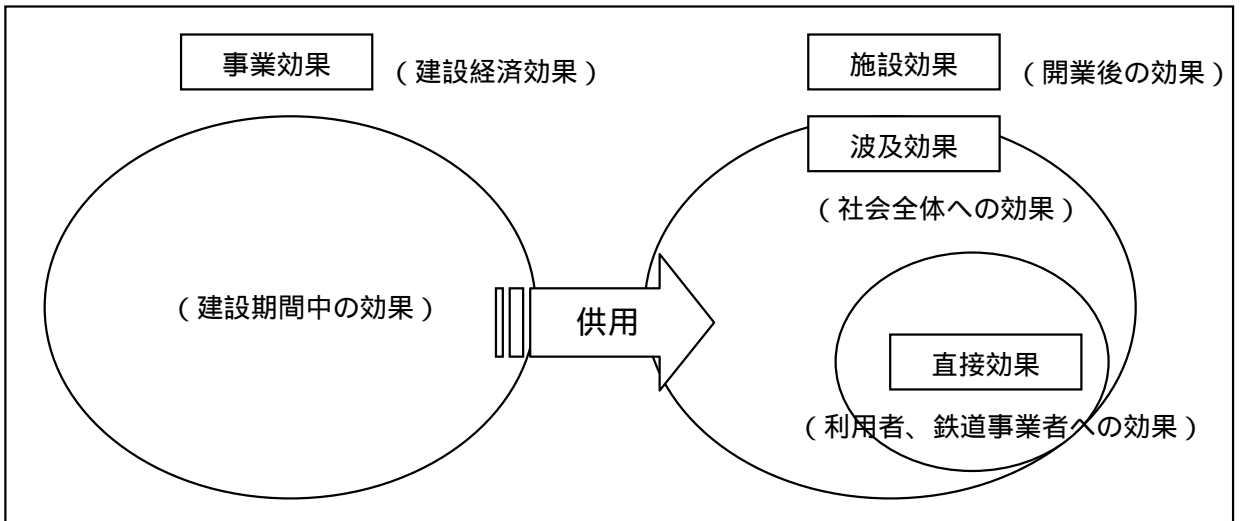 事業効果
（建設経済効果）
施設効果
（開業後の効果）
波及効果
（社会全体への効果）
（建設期間中の効果）
供用
直接効果
（利用者、鉄道事業者への効果）